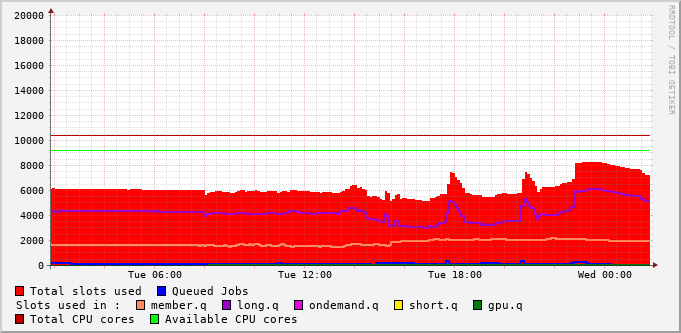 RRDTOOL / TOBI OETIKER
20000
18000
16000
14000
12000
10000
8000
6000
4000
2000
0
Tue 06:00 Tue 12:00 Tue 18:00 Wed 00:00
Total slots used Queued Jobs
Slots used in : member.q long.q ondemand.q short.q gpu.q
Total CPU cores Available CPU cores